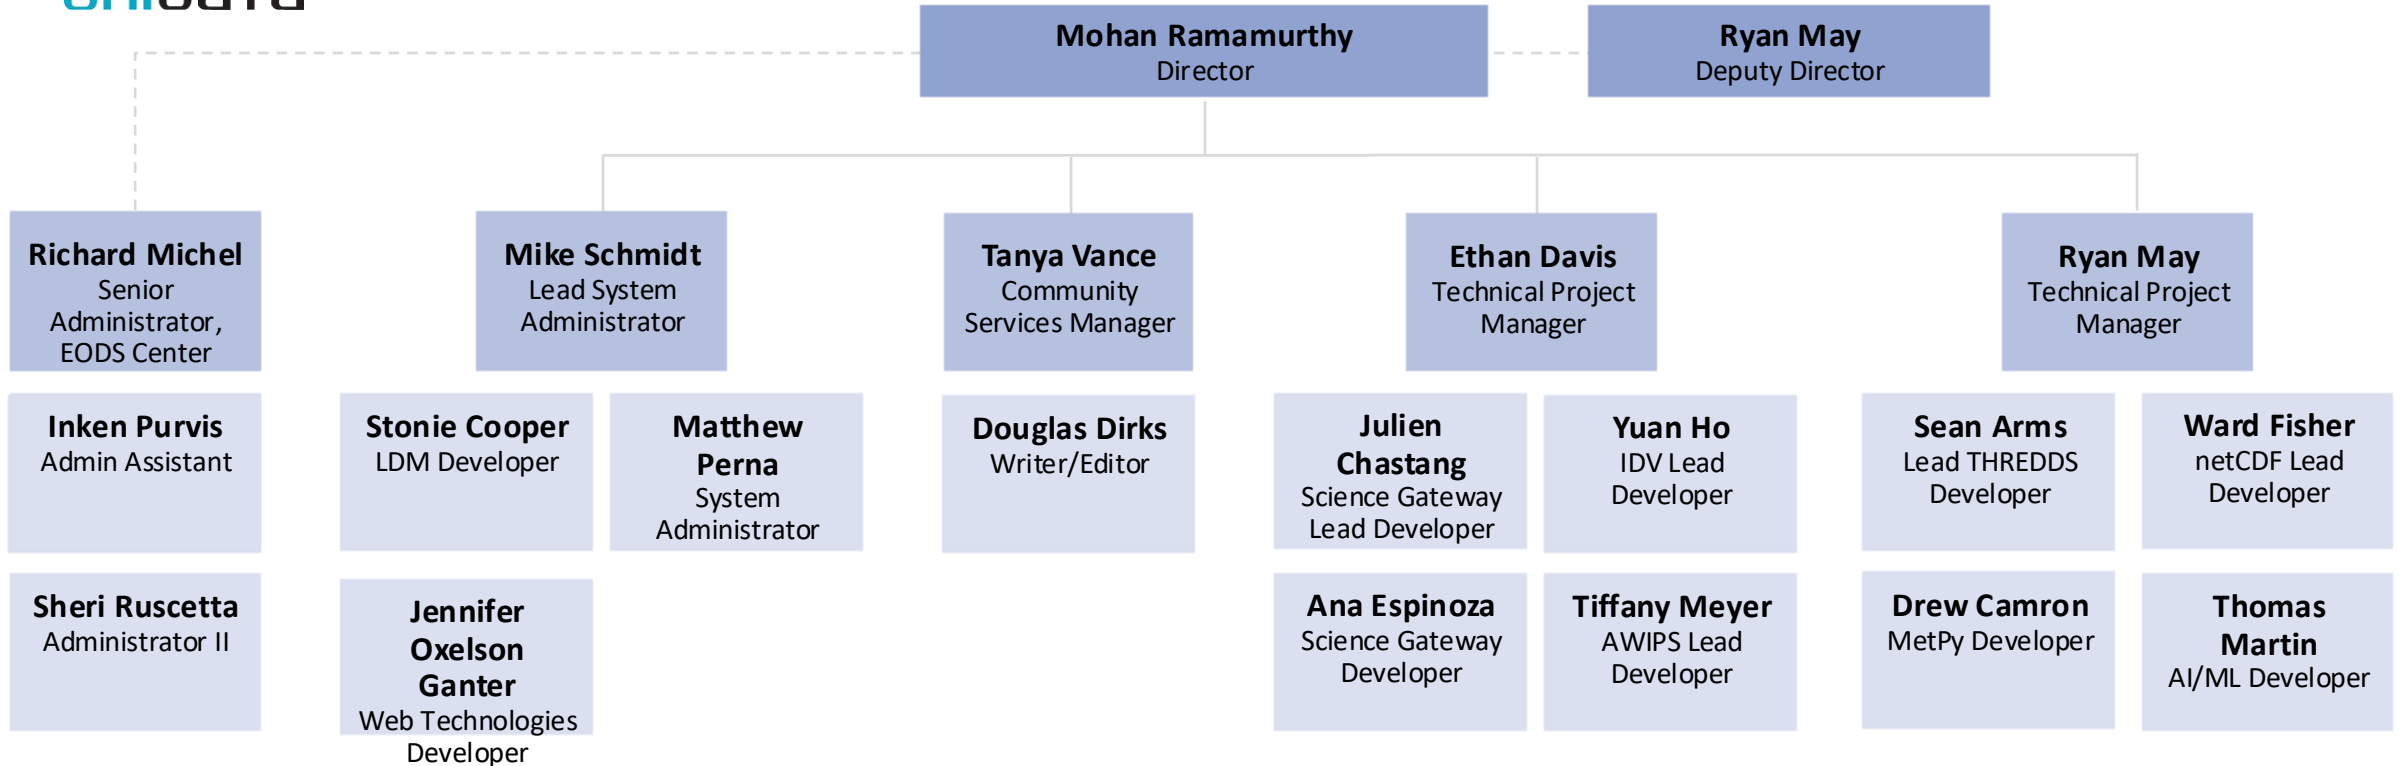 Mohan Ramamurthy
Director
Ryan May
Deputy Director
Richard Michel
Senior
Administrator,
EODS Center
Mike Schmidt
Lead System
Administrator
Tanya Vance
Community
Services Manager
Ethan Davis
Technical Project
Manager
Ryan May
Technical Project
Manager
Inken Purvis
Admin Assistant
Stonie Cooper
LDM Developer
Matthew
Perna
System
Administrator
Douglas Dirks
Writer/Editor
Julien
Chastang
Science Gateway
Lead Developer
Yuan Ho
IDV Lead
Developer
Sean Arms
Lead THREDDS
Developer
Ward Fisher
netCDF Lead
Developer
Sheri Ruscetta
Administrator II
Jennifer
Oxelson
Ganter
Web Technologies
Developer
Ana Espinoza
Science Gateway
Developer
Tiffany Meyer
AWIPS Lead
Developer
Drew Camron
MetPy Developer
Thomas
Martin
AI/ML Developer